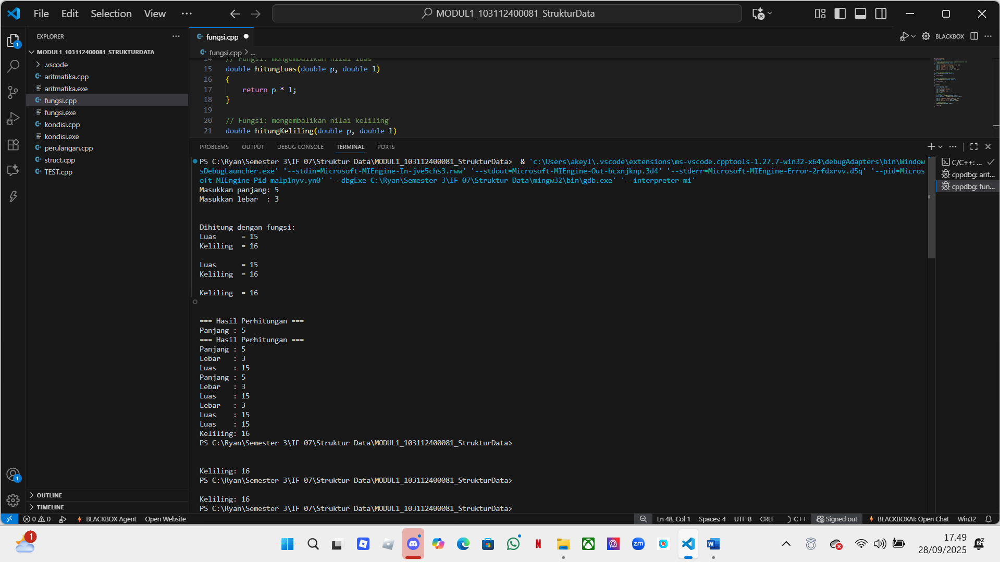 File Edit Selection View ··· MODUL1_103112400081_StrukturData
EXPLORER ···
MODUL1_103112400081_STRUKTURDATA
.vscode
aritmatika.cpp
aritmatika.exe
fungsi.cpp
fungsi.exe
kondisi.cpp
kondisi.exe
perulangan.cpp
struct.cpp
TEST.cpp
OUTLINE
TIMELINE
fungsi.cpp
BLACKBOX
fungsi.cpp > ...
14 // Fungsi: mengembalikan nilai luas
15 double hitungLuas(double p, double l)
16 {
17 return p * l;
18 }
19
20 // Fungsi: mengembalikan nilai keliling
21 double hitungKeliling(double p, double l)
PROBLEMS OUTPUT DEBUG CONSOLE TERMINAL PORTS
PS C:\Ryan\Semester 3\IF 07\Struktur Data\MODUL1_103112400081_StrukturData>  & 'c:\Users\akeyl\.vscode\extensions\ms-vscode.cpptools-1.27.7-win32-x64\debugAdapters\bin\Window
sDebugLauncher.exe' '--stdin=Microsoft-MIEngine-In-jve5chs3.rww' '--stdout=Microsoft-MIEngine-Out-bcxnjknp.3d4' '--stderr=Microsoft-MIEngine-Error-2rfdxrvv.d5q' '--pid=Micros
oft-MIEngine-Pid-malp1nyv.yn0' '--dbgExe=C:\Ryan\Semester 3\IF 07\Struktur Data\mingw32\bin\gdb.exe' '--interpreter=mi'
Masukkan panjang: 5
Masukkan lebar  : 3
Dihitung dengan fungsi:
Luas      = 15
Keliling  = 16
Luas      = 15
Keliling  = 16
Keliling  = 16
=== Hasil Perhitungan ===
Panjang : 5
=== Hasil Perhitungan ===
Panjang : 5
Lebar   : 3
Luas    : 15
Panjang : 5
Lebar   : 3
Luas    : 15
Lebar   : 3
Luas    : 15
Luas    : 15
Keliling: 16
PS C:\Ryan\Semester 3\IF 07\Struktur Data\MODUL1_103112400081_StrukturData>
Keliling: 16
PS C:\Ryan\Semester 3\IF 07\Struktur Data\MODUL1_103112400081_StrukturData>
Keliling: 16
PS C:\Ryan\Semester 3\IF 07\Struktur Data\MODUL1_103112400081_StrukturData>
C/C++: ...
cppdbg: arit...
cppdbg: fun...
0 0 BLACKBOX Agent Open Website Ln 48, Col 1 Spaces: 4 UTF-8 CRLF C++ Signed out BLACKBOXAI: Open Chat Win32
1
1
1
zm
N
W
17.49
28/09/2025